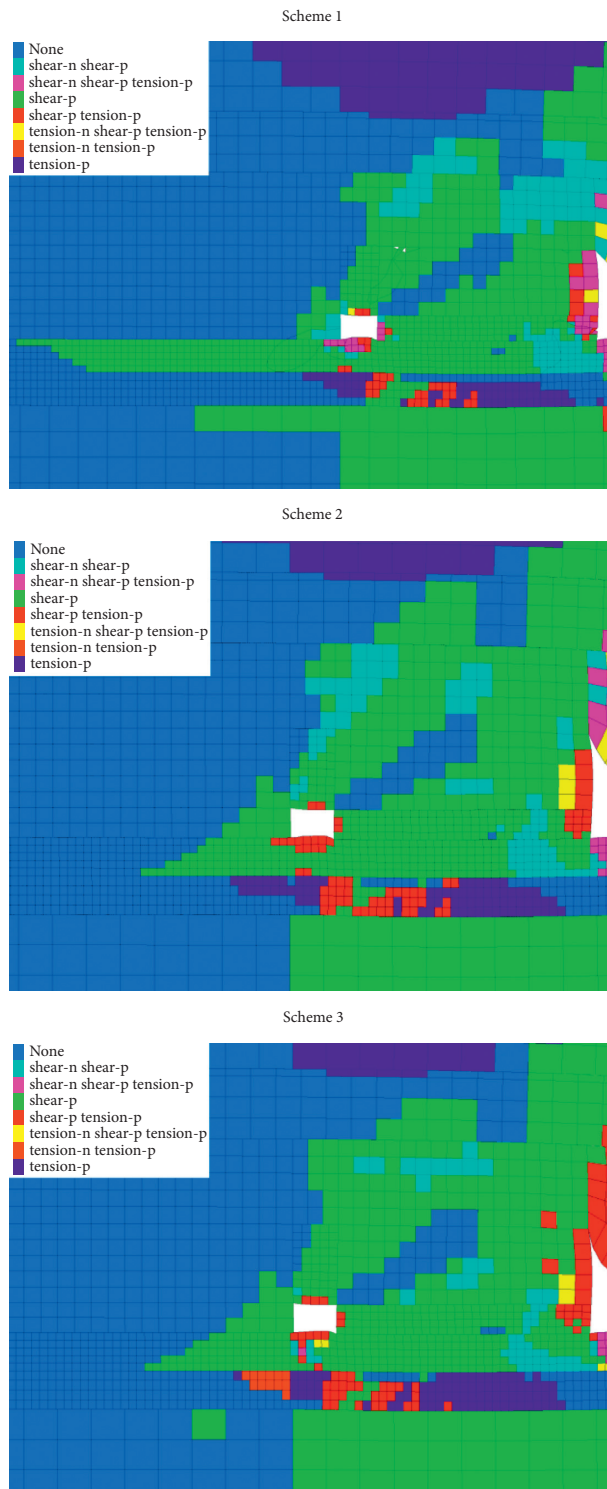 Scheme 1
None
shear-n shear-p
shear-n shear-p tension-p
shear-p
shear-p tension-p
tension-n shear-p tension-p
tension-n tension-p
tension-p
Scheme 2
None
shear-n shear-p
shear-n shear-p tension-p
shear-p
shear-p tension-p
tension-n shear-p tension-p
tension-n tension-p
tension-p
Scheme 3
None
shear-n shear-p
shear-n shear-p tension-p
shear-p
shear-p tension-p
tension-n shear-p tension-p
tension-n tension-p
tension-p